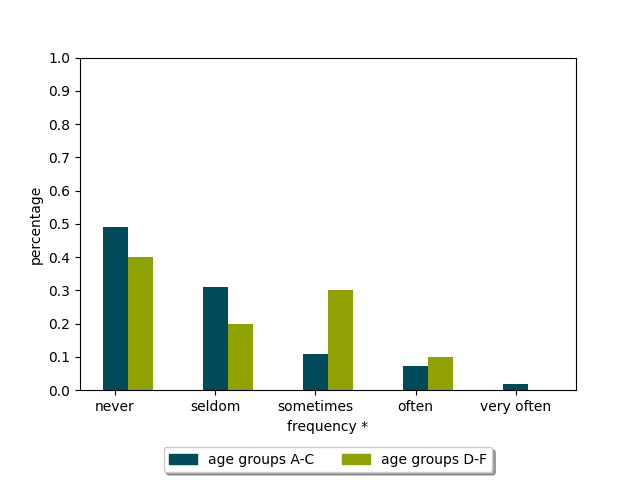 1.0
0.9
0.8
0.7
0.6
0.5
0.4
0.3
0.2
0.1
0.0
percentage
never seldom sometimes often very often
frequency *
age groups A-C age groups D-F